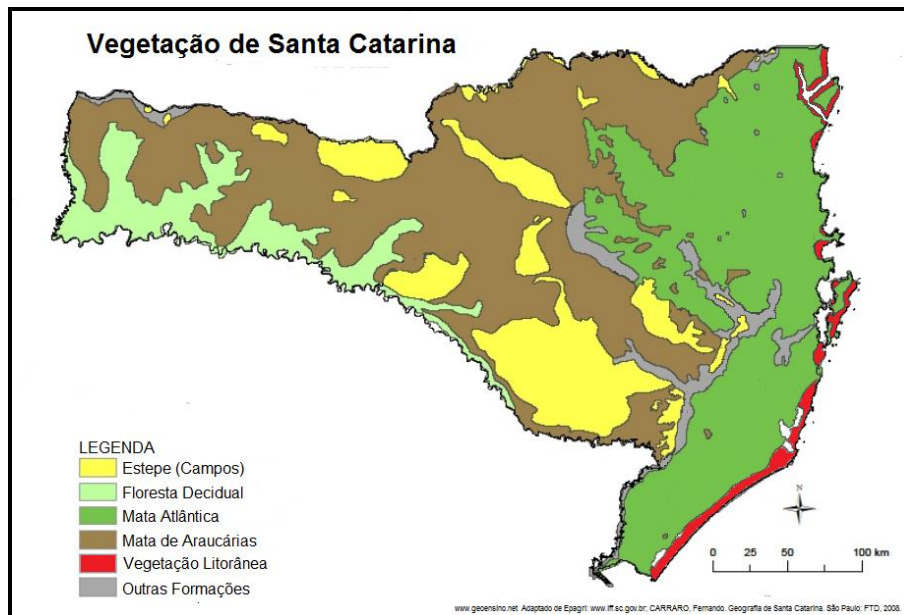 Vegetação de Santa Catarina
LEGENDA
Estepe (Campos)
Floresta Decidual
Mata Atlântica
Mata de Araucárias
Vegetação Litorânea
Outras Formações
N
0 25 50 100 km
www.geoensino.net Adaptado de Epagri: www.iff.sc.gov.br; CARRARO, Fernando. Geografia de Santa Catarina. São Paulo: FTD, 2008.